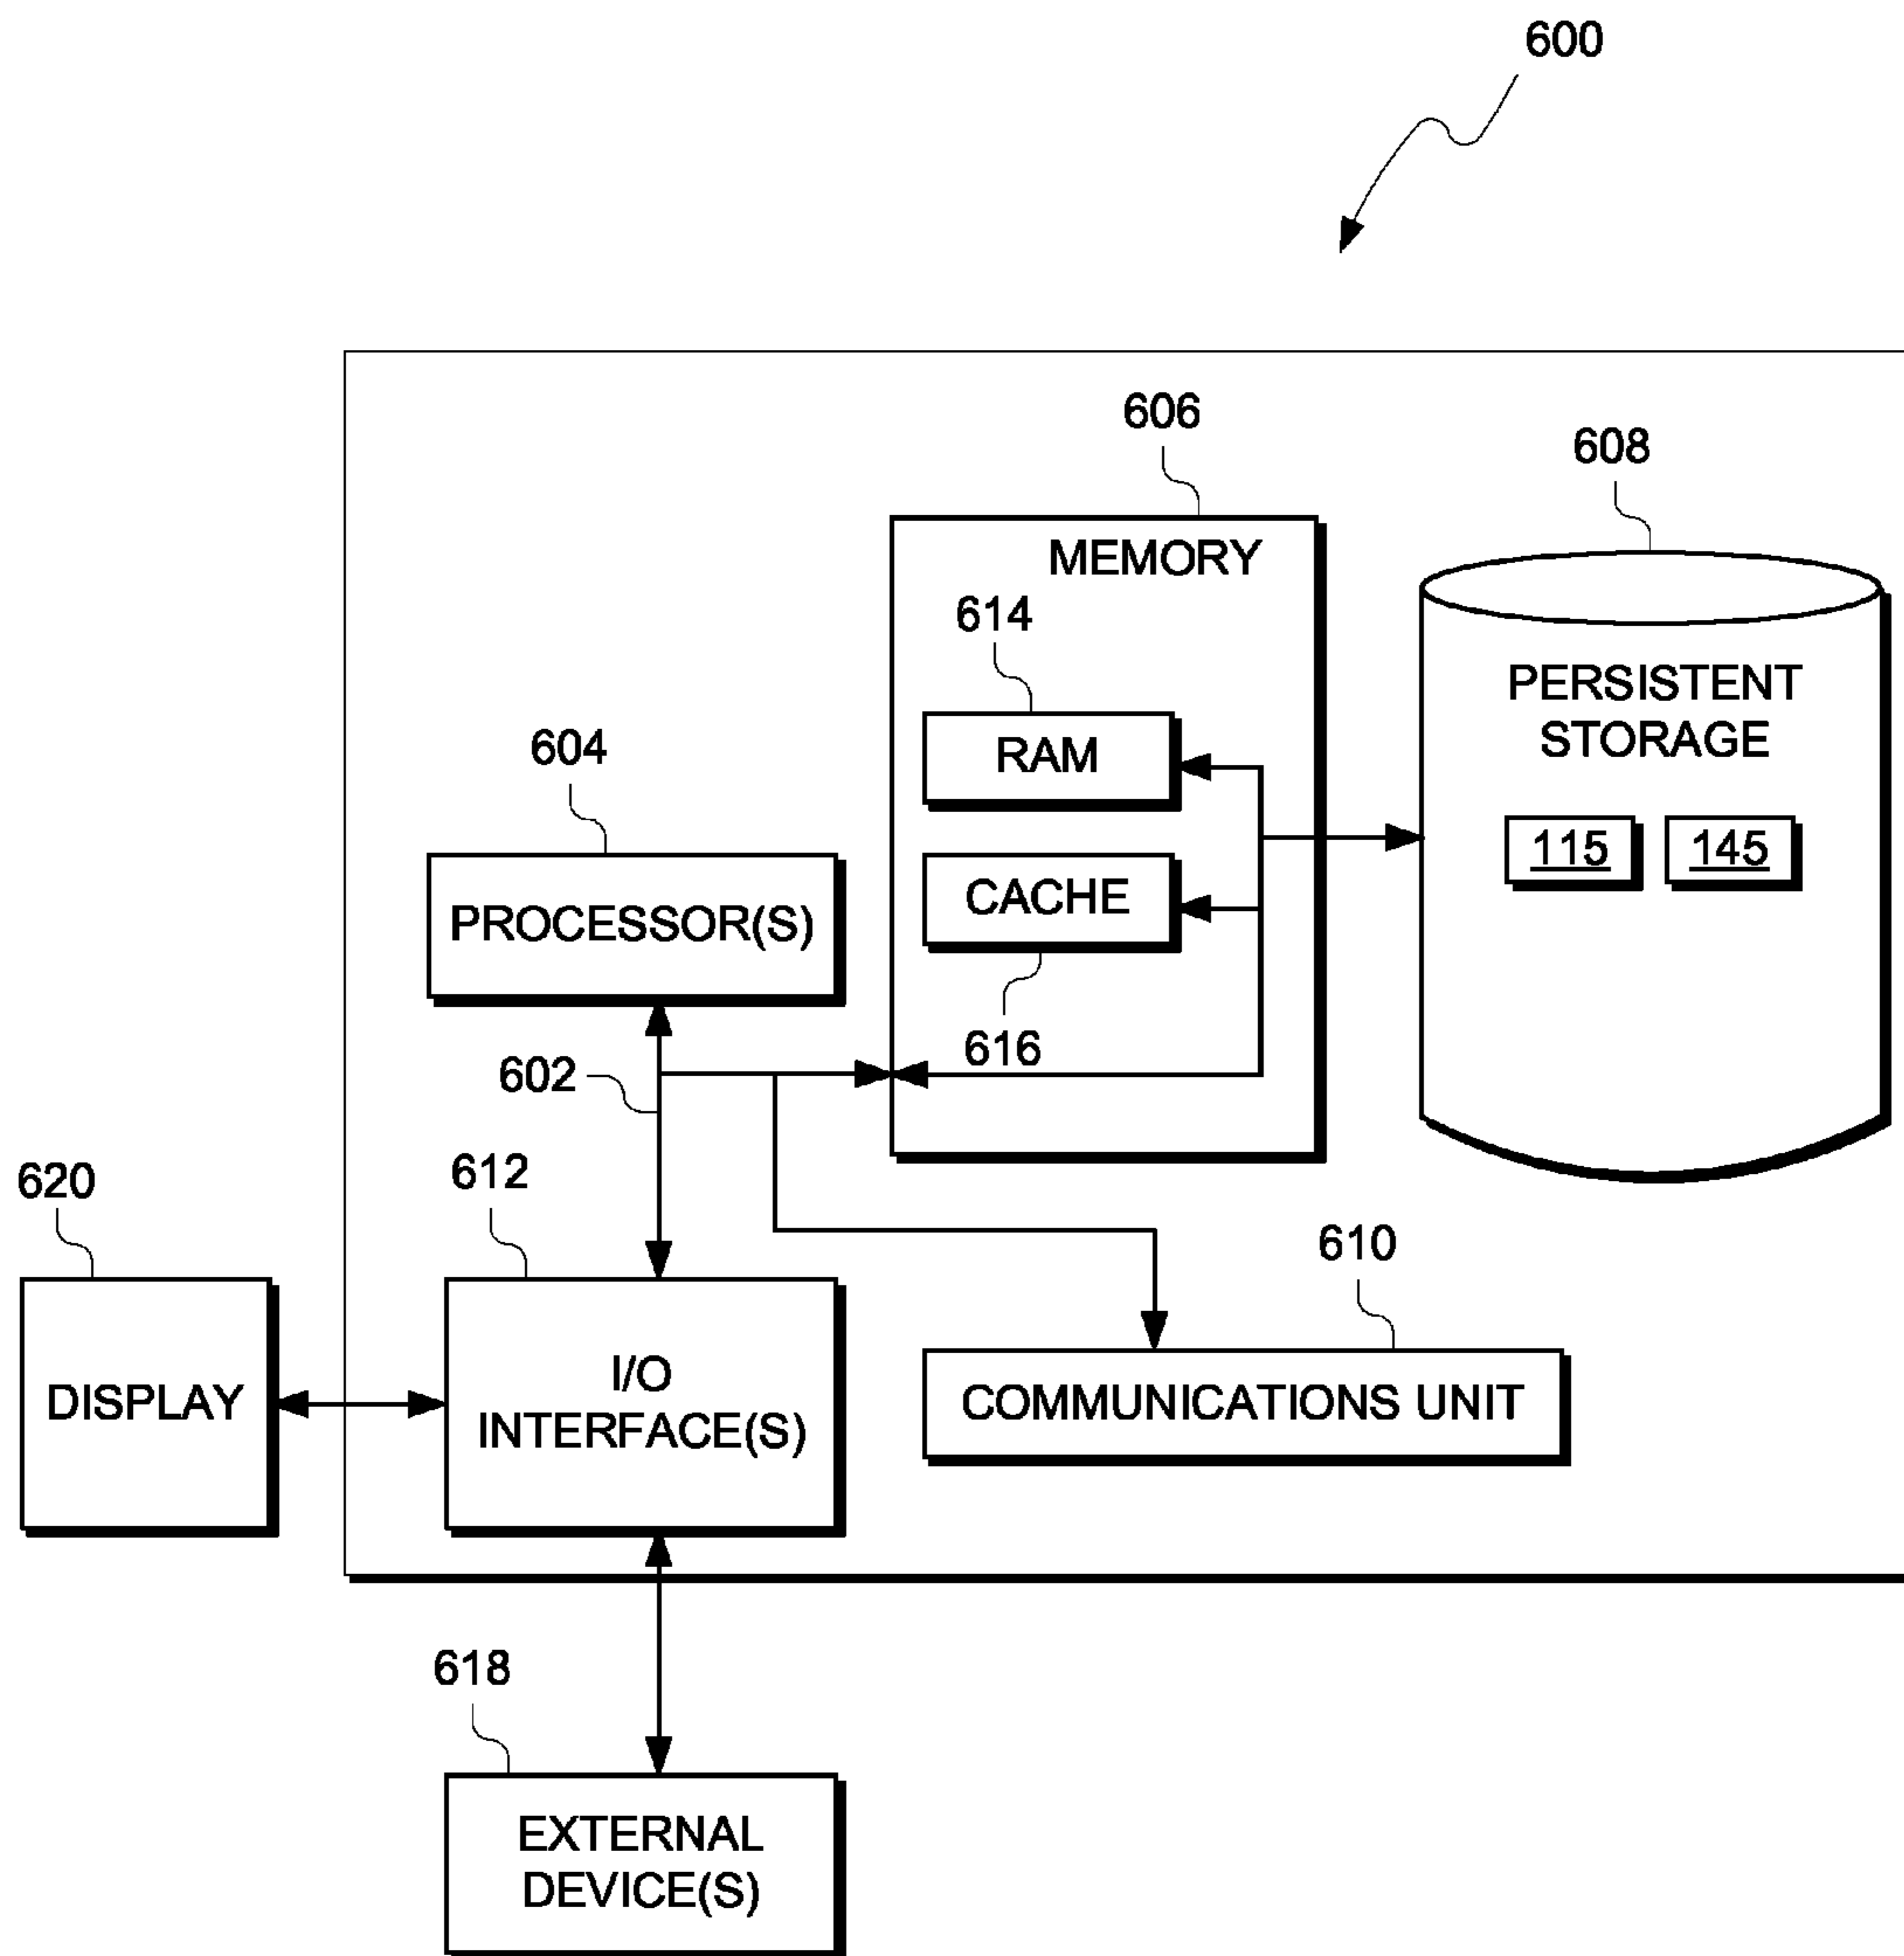 600
606
608
MEMORY
614
PERSISTENT
STORAGE
RAM
604
115 145
CACHE
PROCESSOR(S)
616
602
620
612
610
I/O
INTERFACE(S)
DISPLAY
COMMUNICATIONS UNIT
618
EXTERNAL
DEVICE(S)